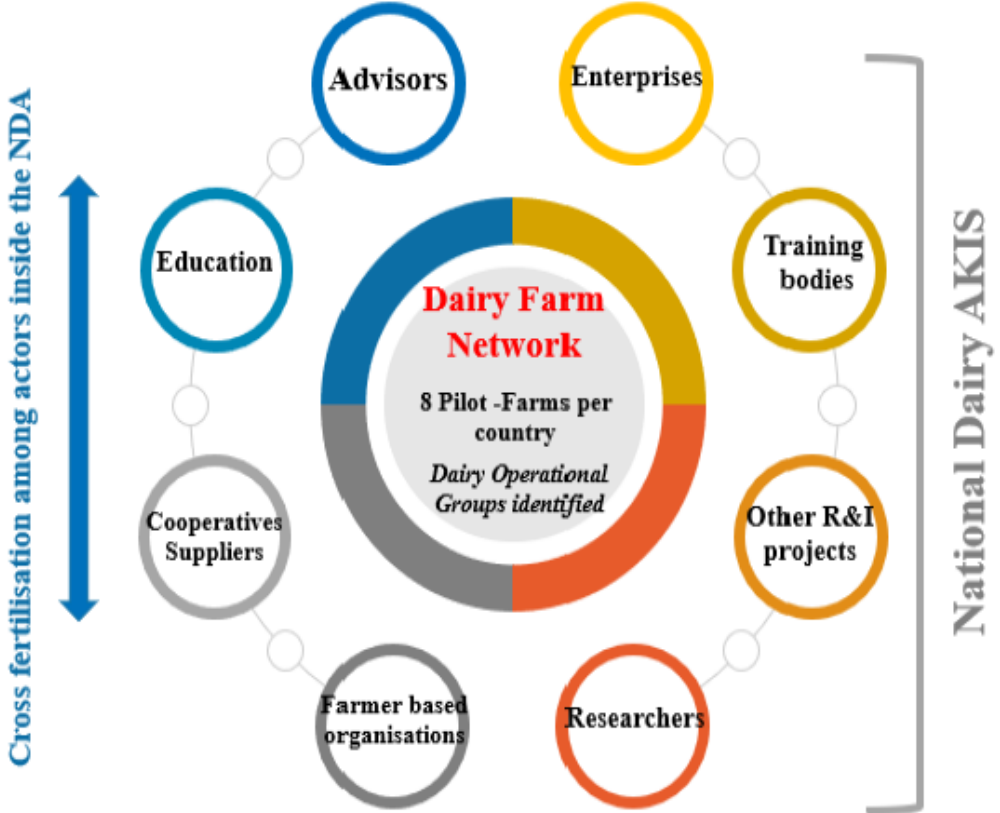 Cross fertilisation among actors inside the NDA
Advisors
Enterprises
Education
Training
bodies
Dairy Farm
Network
8 Pilot -Farms per
country
Dairy Operational
Groups identified
Cooperatives
Suppliers
Other R&I
projects
Farmer based
organisations
Researchers
National Dairy AKIS